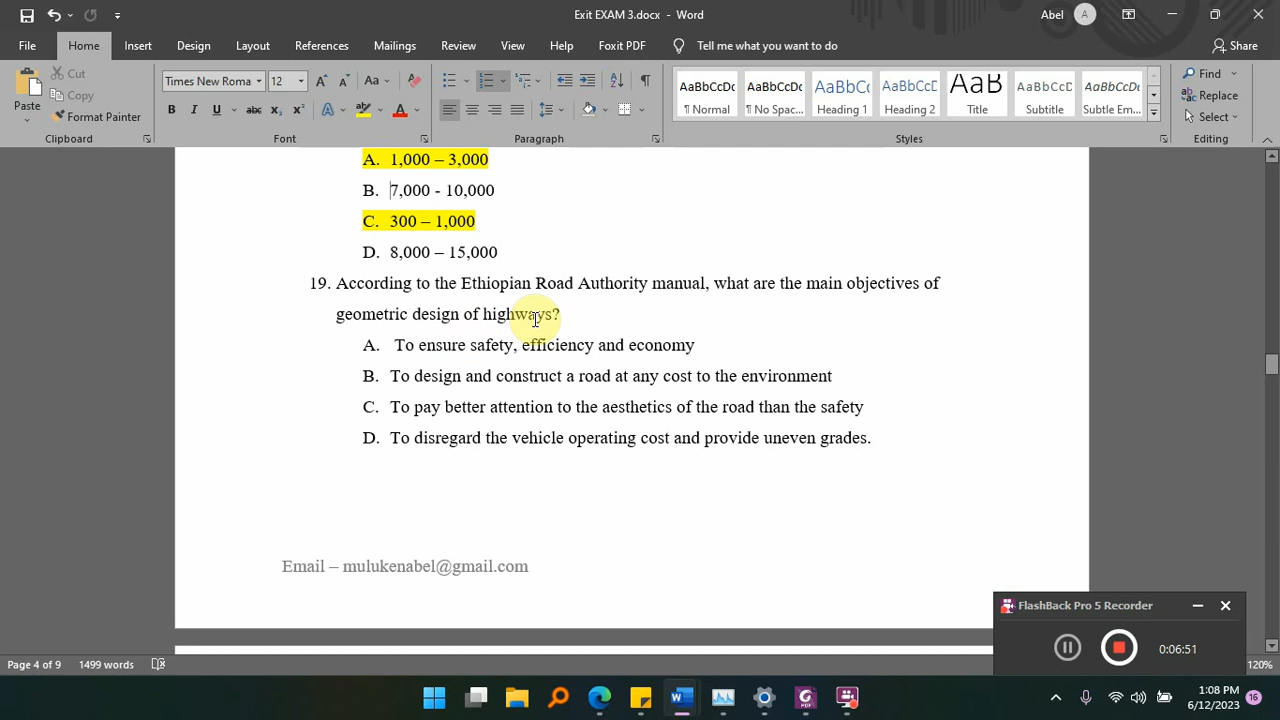 Exit EXAM 3.docx - Word
Abel
A
File
Home
Insert
Design
Layout
References
Mailings
Review
View
Help
Foxit PDF
Tell me what you want to do
Share
Paste
Cut
Copy
Format Painter
Clipboard
Times New Roma
12
Aa
B I U abc x₂ x²
Font
Paragraph
AaBbCcDc
¶ Normal
AaBbCcDc
¶ No Spac...
AaBbCc
Heading 1
AaBbCcD
Heading 2
AaB
Title
AaBbCcD
Subtitle
AaBbCcDt
Subtle Em...
Styles
Find
Replace
Select
Editing
A. 1,000 – 3,000
B. 7,000 - 10,000
C. 300 – 1,000
D. 8,000 – 15,000
19. According to the Ethiopian Road Authority manual, what are the main objectives of
geometric design of highways?
A. To ensure safety, efficiency and economy
B. To design and construct a road at any cost to the environment
C. To pay better attention to the aesthetics of the road than the safety
D. To disregard the vehicle operating cost and provide uneven grades.
Email – mulukenabel@gmail.com
FlashBack Pro 5 Recorder
0:06:51
Page 4 of 9
1499 words
120%
1:08 PM
6/12/2023
16